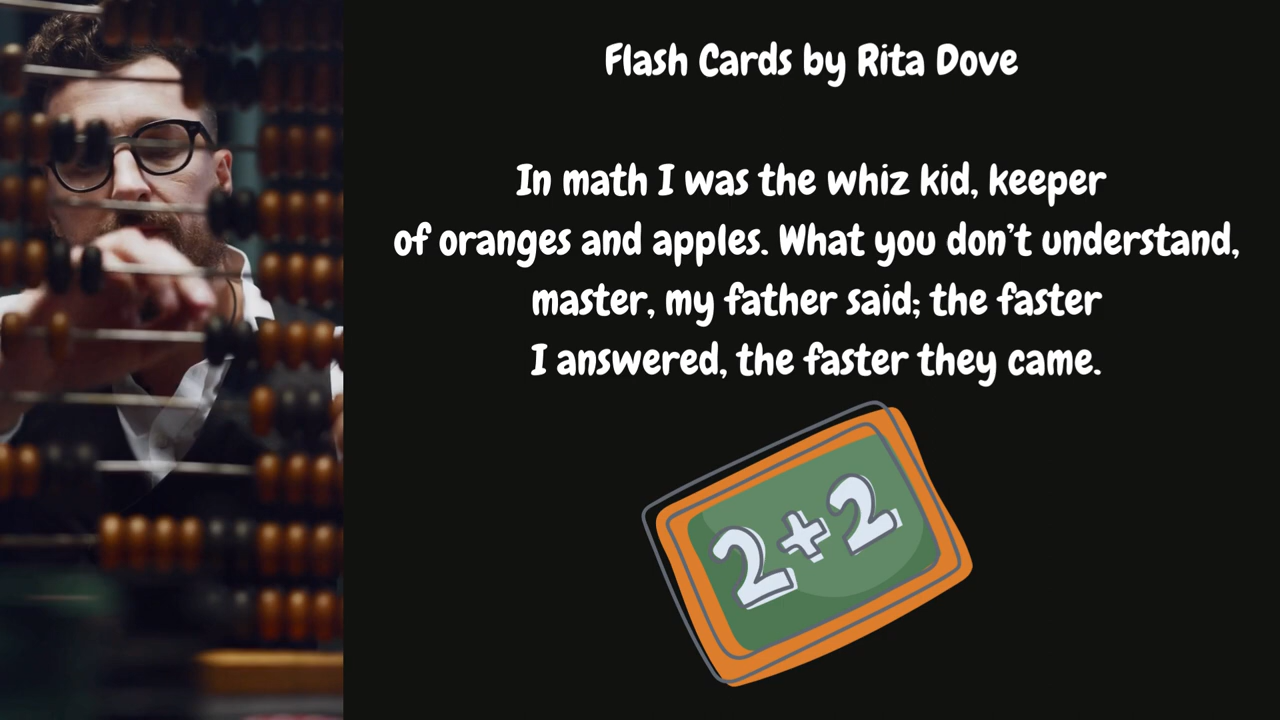 Flash Cards by Rita Dove
In math I was the whiz kid, keeper
of oranges and apples. What you don't understand,
master, my father said; the faster
I answered, the faster they came.
2+2